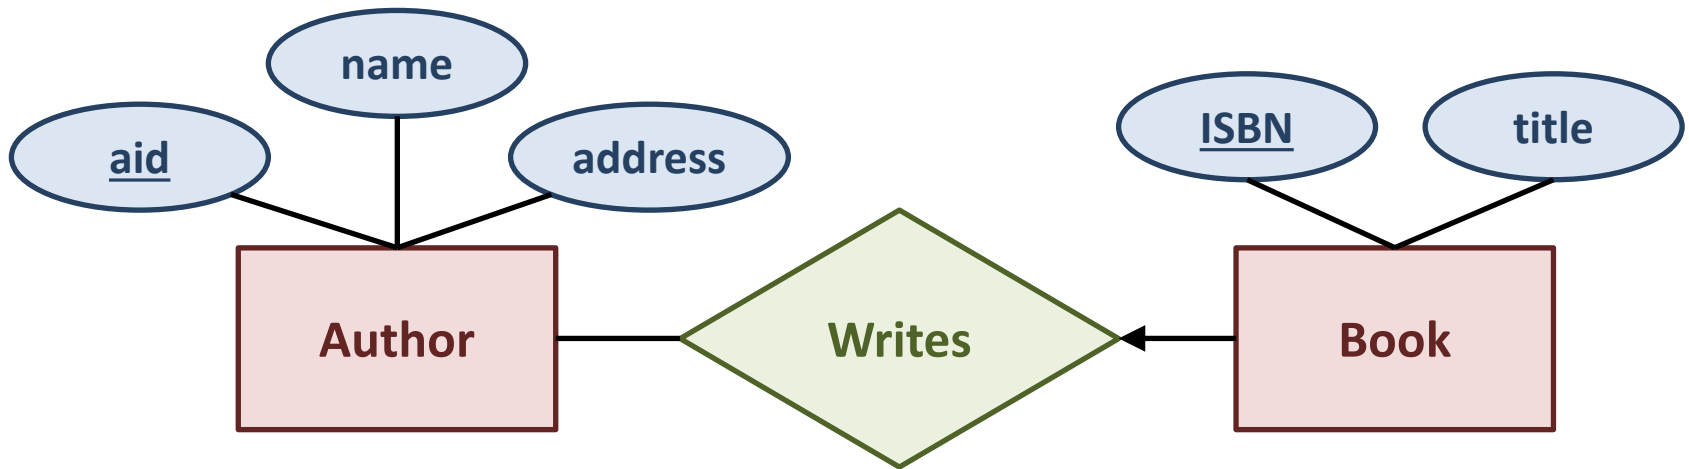 name
aid
address
ISBN
title
Author
Writes
Book